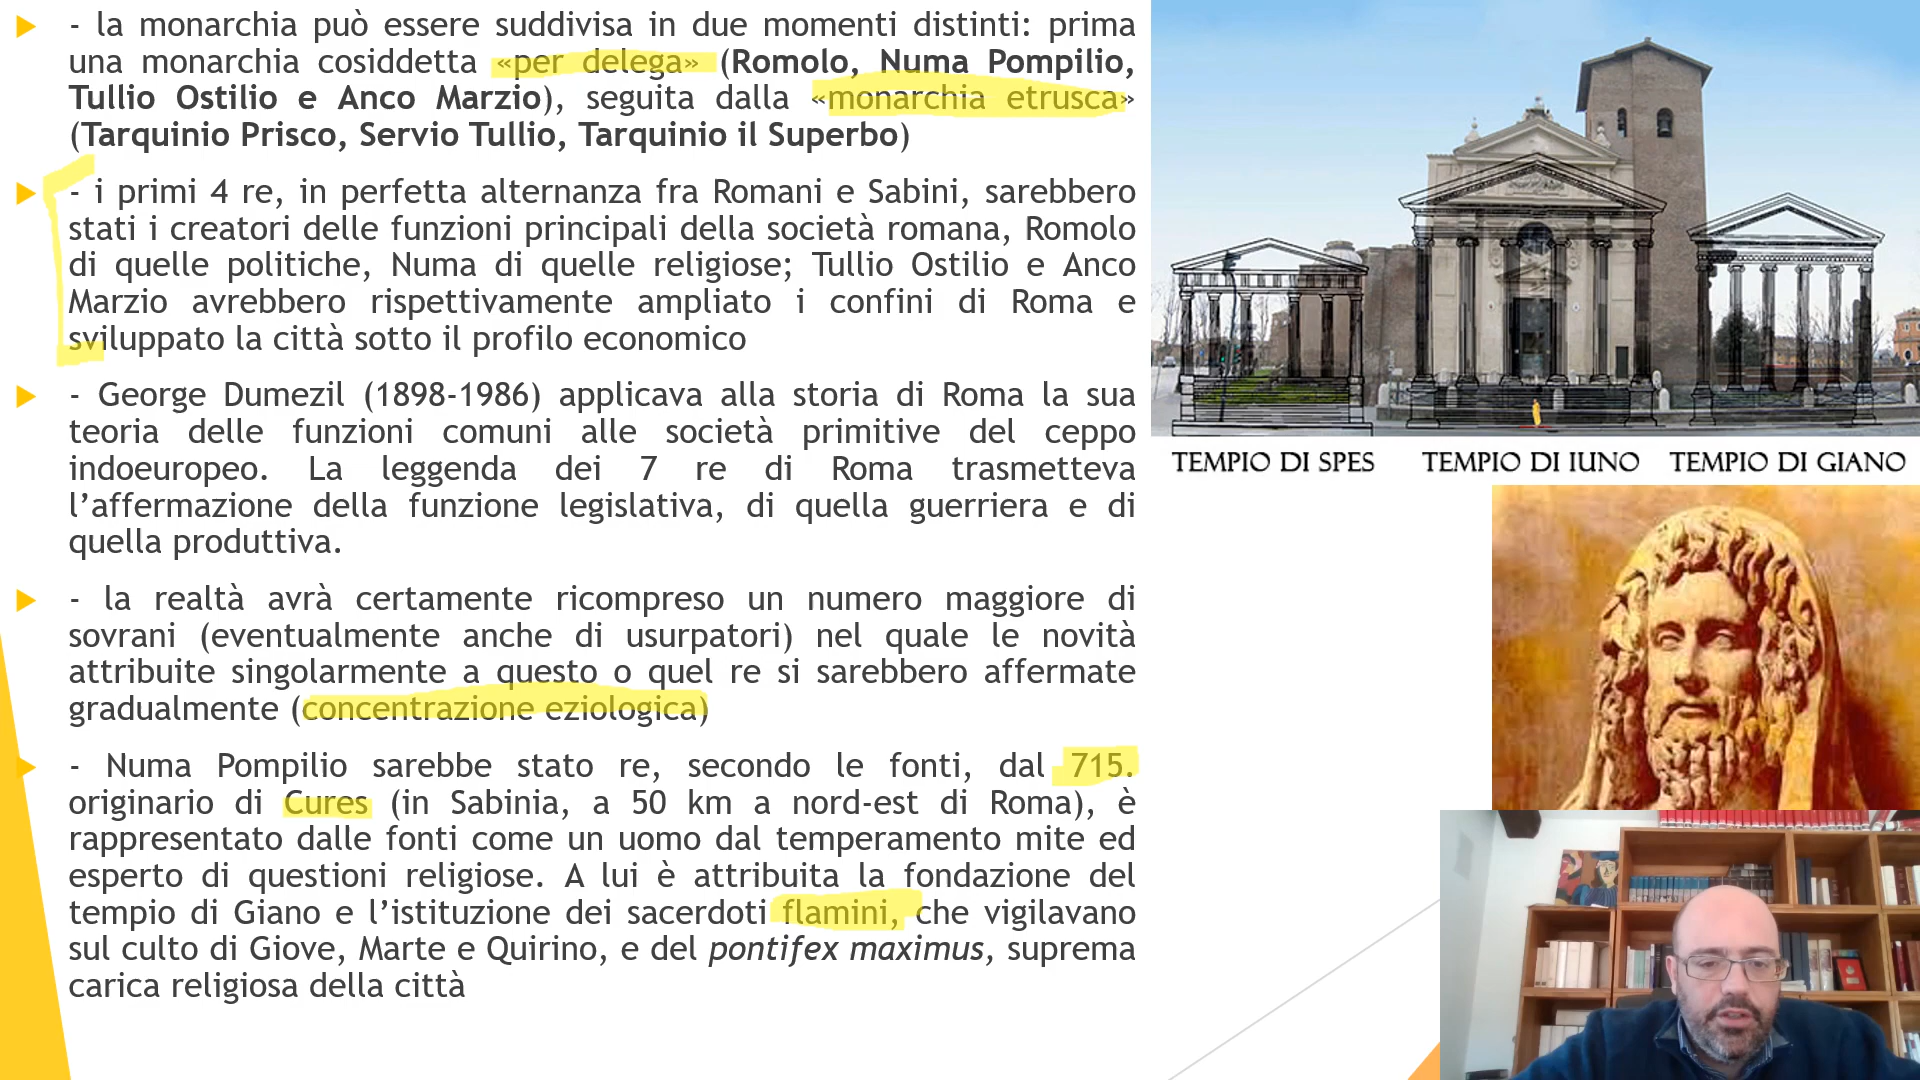 - la monarchia può essere suddivisa in due momenti distinti: prima
una monarchia cosiddetta «per delega» (Romolo, Numa Pompilio,
Tullio Ostilio e Anco Marzio), seguita dalla «monarchia etrusca»
(Tarquinio Prisco, Servio Tullio, Tarquinio il Superbo)
- i primi 4 re, in perfetta alternanza fra Romani e Sabini, sarebbero
stati i creatori delle funzioni principali della società romana, Romolo
di quelle politiche, Numa di quelle religiose; Tullio Ostilio e Anco
Marzio avrebbero rispettivamente ampliato i confini di Roma e
sviluppato la città sotto il profilo economico
- George Dumezil (1898-1986) applicava alla storia di Roma la sua
teoria delle funzioni comuni alle società primitive del ceppo
indoeuropeo. La leggenda dei 7 re di Roma trasmetteva
l’affermazione della funzione legislativa, di quella guerriera e di
quella produttiva.
- la realtà avrà certamente ricompreso un numero maggiore di
sovrani (eventualmente anche di usurpatori) nel quale le novità
attribuite singolarmente a questo o quel re si sarebbero affermate
gradualmente (concentrazione eziologica)
- Numa Pompilio sarebbe stato re, secondo le fonti, dal 715.
originario di Cures (in Sabinia, a 50 km a nord-est di Roma), è
rappresentato dalle fonti come un uomo dal temperamento mite ed
esperto di questioni religiose. A lui è attribuita la fondazione del
tempio di Giano e l’istituzione dei sacerdoti flamini, che vigilavano
sul culto di Giove, Marte e Quirino, e del pontifex maximus, suprema
carica religiosa della città
TEMPIO DI SPES TEMPIO DI IUNO TEMPIO DI GIANO